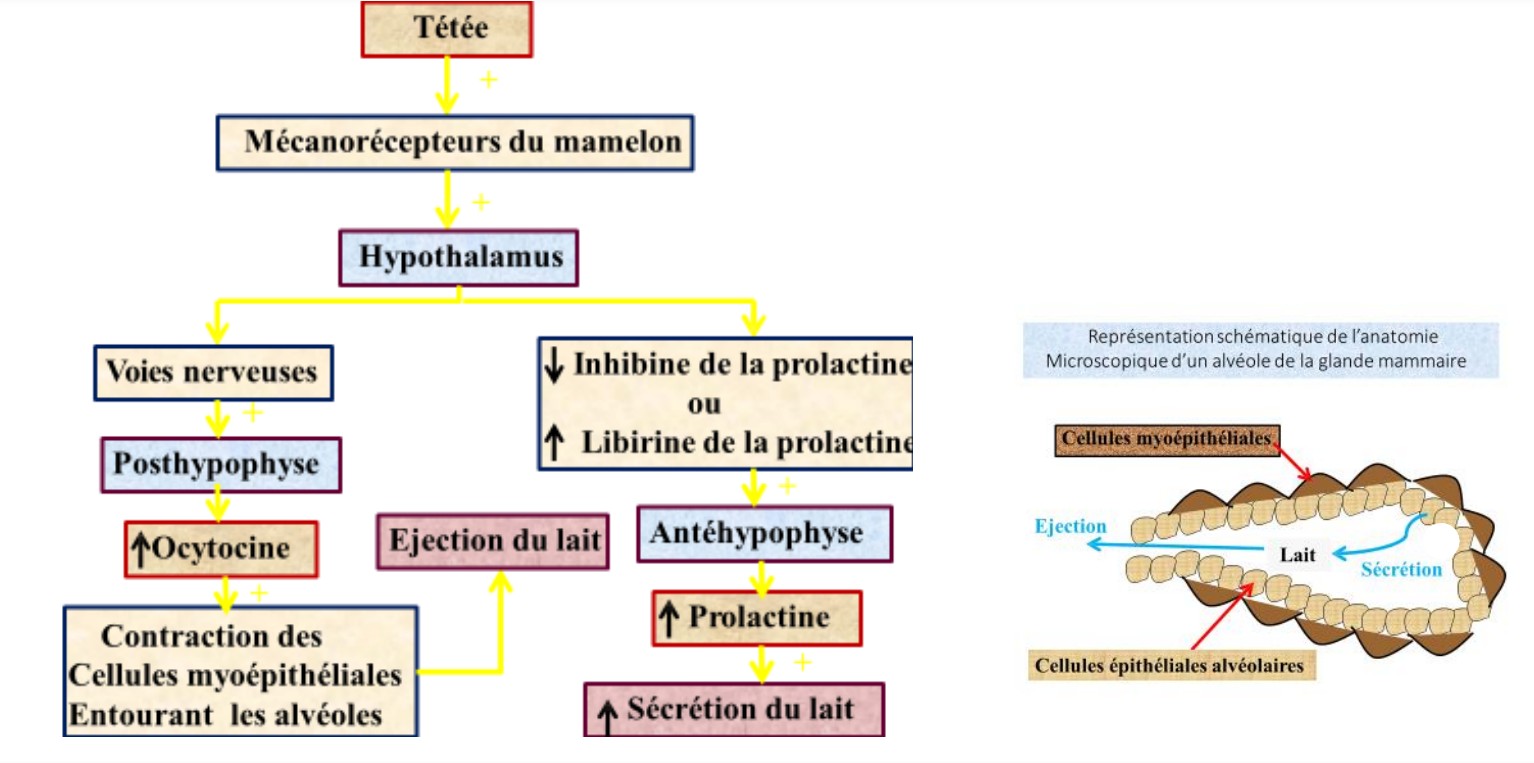 Tétée
+
Mécanorécepteurs du mamelon
+
Hypothalamus
Voies nerveuses
+
Posthypophyse
↑Ocytocine
+
Contraction des
Cellules myoépithéliales
Entourant les alvéoles
Ejection du lait
↓ Inhibine de la prolactine
ou
↑ Libirine de la prolactine
+
Antéhypophyse
↑ Prolactine
+
↑ Sécrétion du lait
Représentation schématique de l'anatomie
Microscopique d'un alvéole de la glande mammaire
Cellules myoépithéliales
Ejection
Lait
Sécrétion
Cellules épithéliales alvéolaires